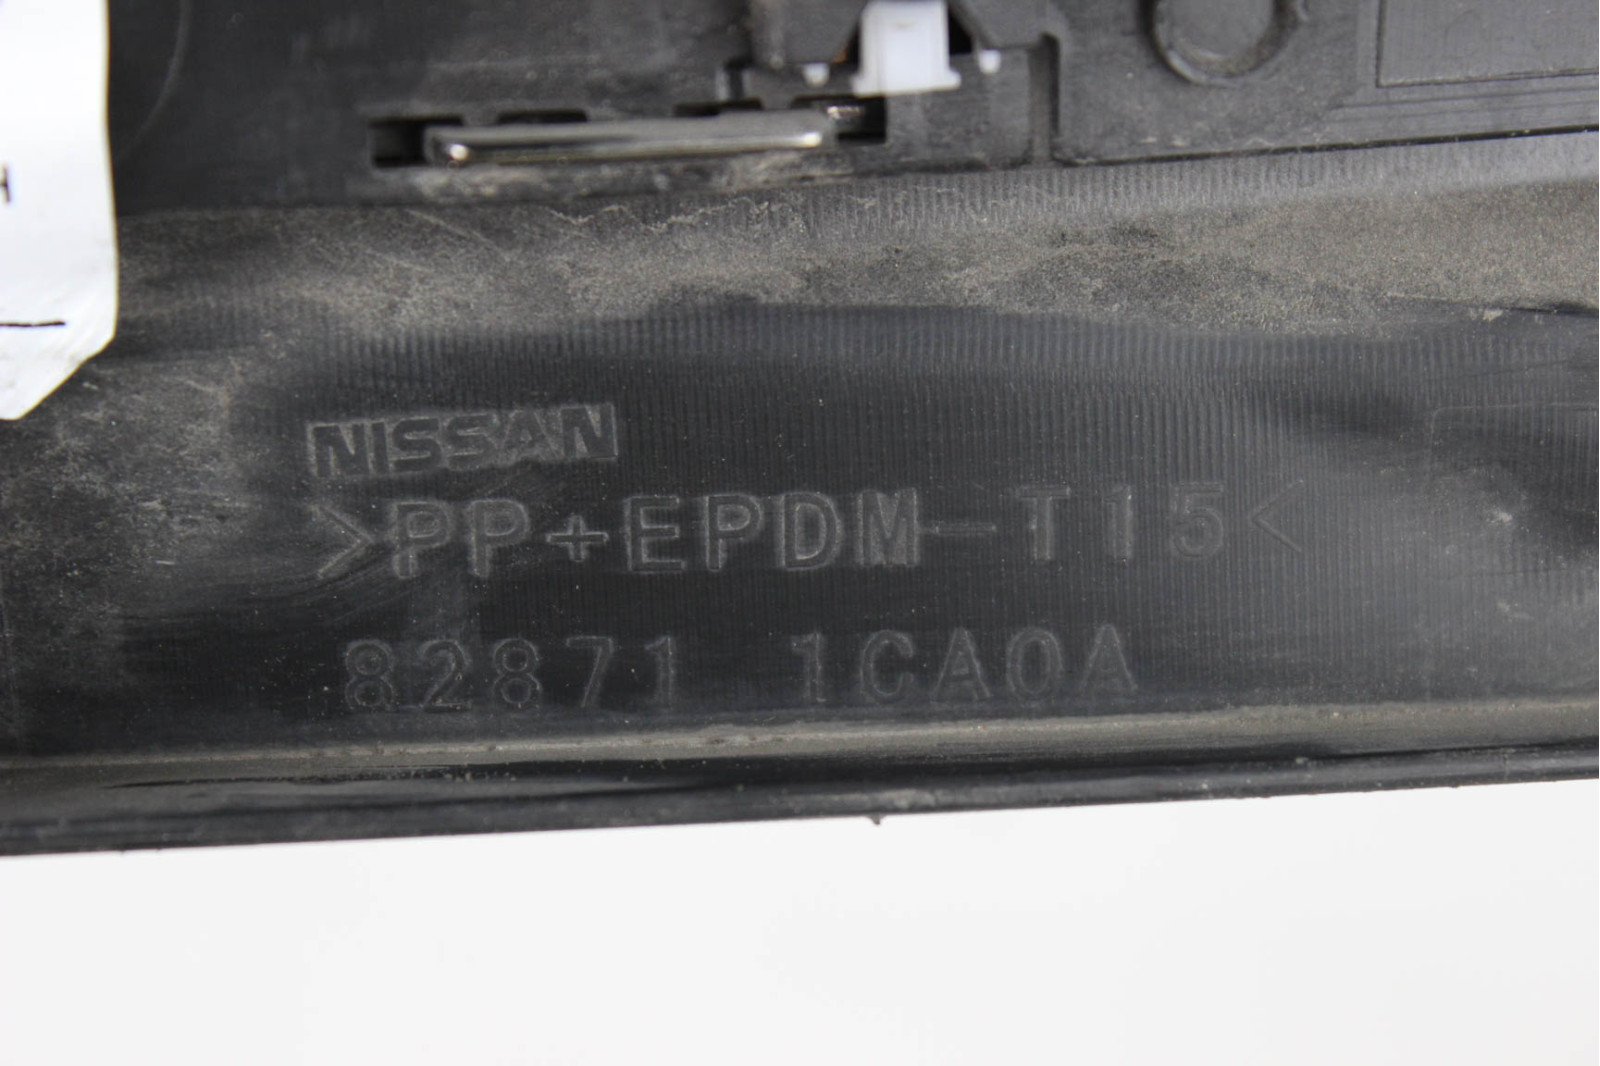 NISSAN
>PP+EPDM-T15<
82871 1CA0A